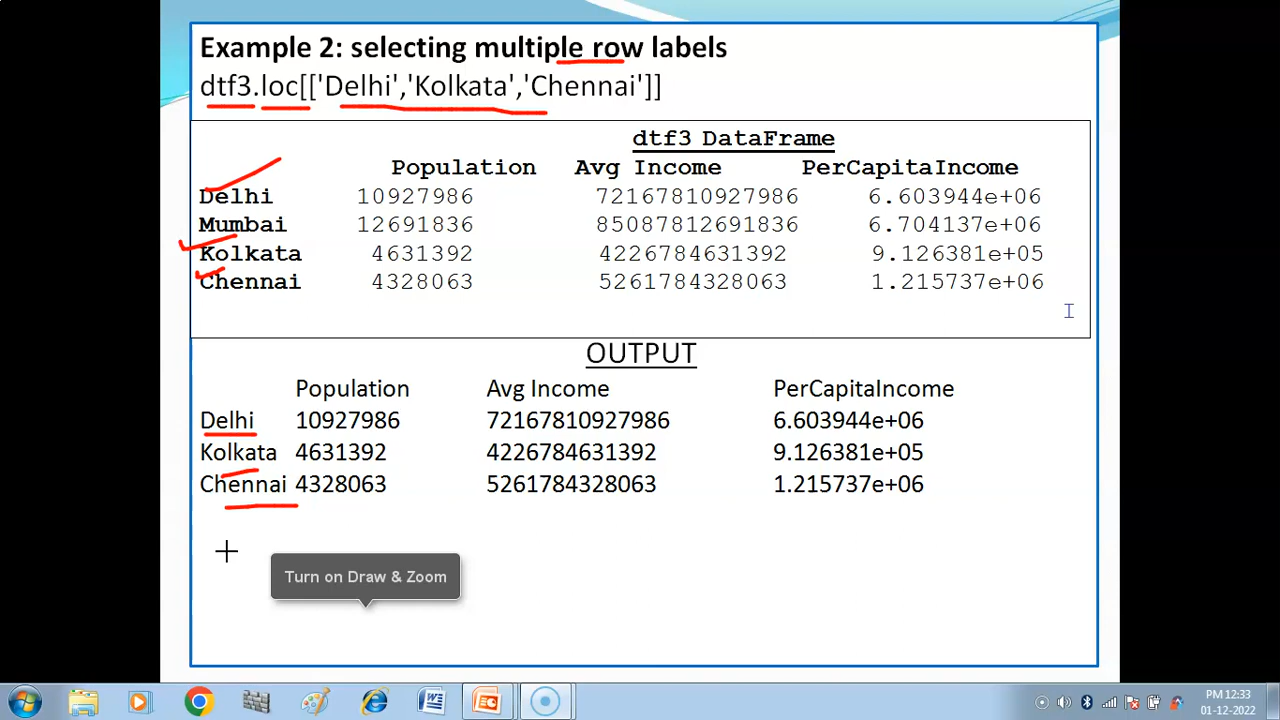 Example 2: selecting multiple row labels
dtf3.loc[['Delhi','Kolkata','Chennai']]
dtf3 DataFrame
Population Avg Income PerCapitaIncome
Delhi 10927986 72167810927986 6.603944e+06
Mumbai 12691836 85087812691836 6.704137e+06
Kolkata 4631392 4226784631392 9.126381e+05
Chennai 4328063 5261784328063 1.215737e+06
OUTPUT
Population Avg Income PerCapitaIncome
Delhi 10927986 72167810927986 6.603944e+06
Kolkata 4631392 4226784631392 9.126381e+05
Chennai 4328063 5261784328063 1.215737e+06
Turn on Draw & Zoom
PM 12:33
01-12-2022